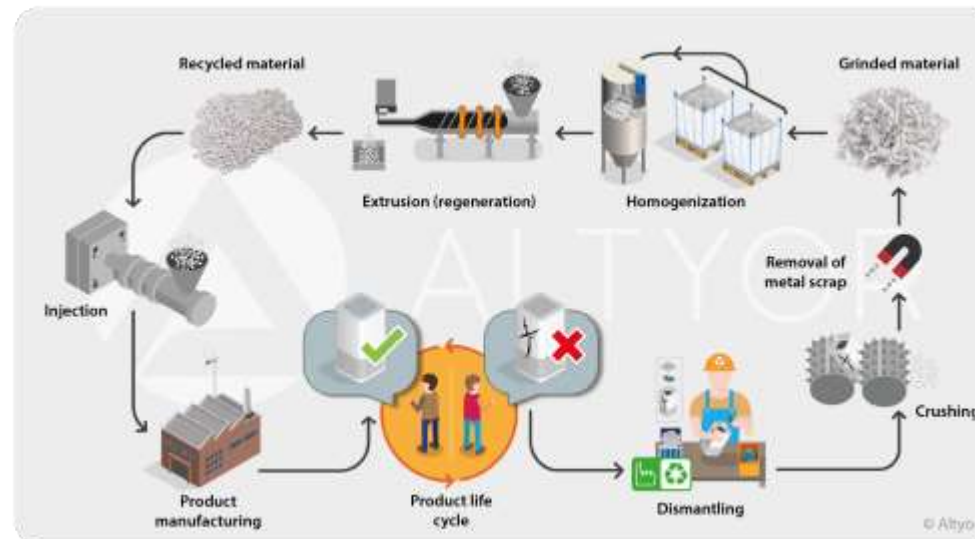 Recycled material
Grinded material
Extrusion (regeneration)
Homogenization
Removal of
metal scrap
ALTYOR
Injection
Crushing
Product
manufacturing
Product life
cycle
Dismantling
© Altyor